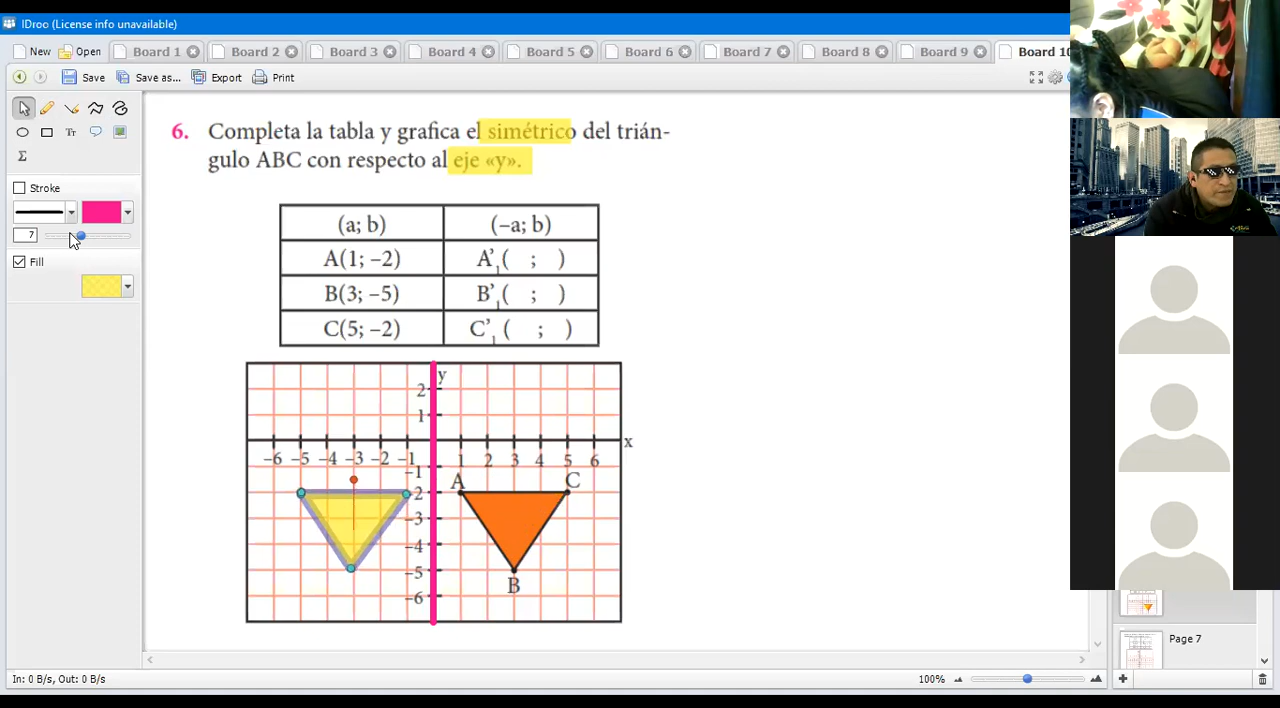 IDroo (License info unavailable)
New Open Board 1 Board 2 Board 3 Board 4 Board 5 Board 6 Board 7 Board 8 Board 9 Board 10
Save Save as... Export Print
Stroke
7
Fill
6. Completa la tabla y grafica el simétrico del trián-
gulo ABC con respecto al eje «y».
(a; b) (–a; b)
A(1; –2) A’₁( ; )
B(3; –5) B’₁( ; )
C(5; –2) C’₁( ; )
y
2
1
x
-6 -5 -4 -3 -2 -1 1 2 3 4 5 6
-1
A C
-2
-3
-4
-5
B
-6
Page 7
In: 0 B/s, Out: 0 B/s 100%